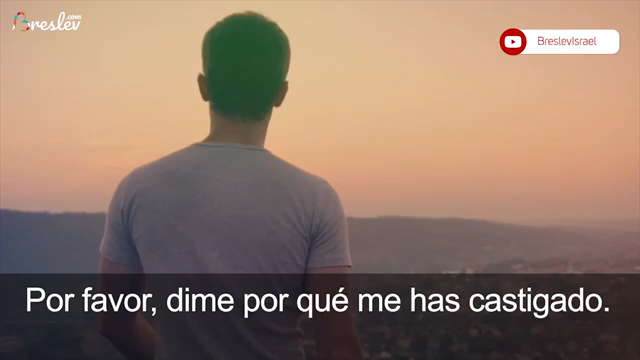 Breslev
.com
BreslevIsrael
Por favor, dime por qué me has castigado.